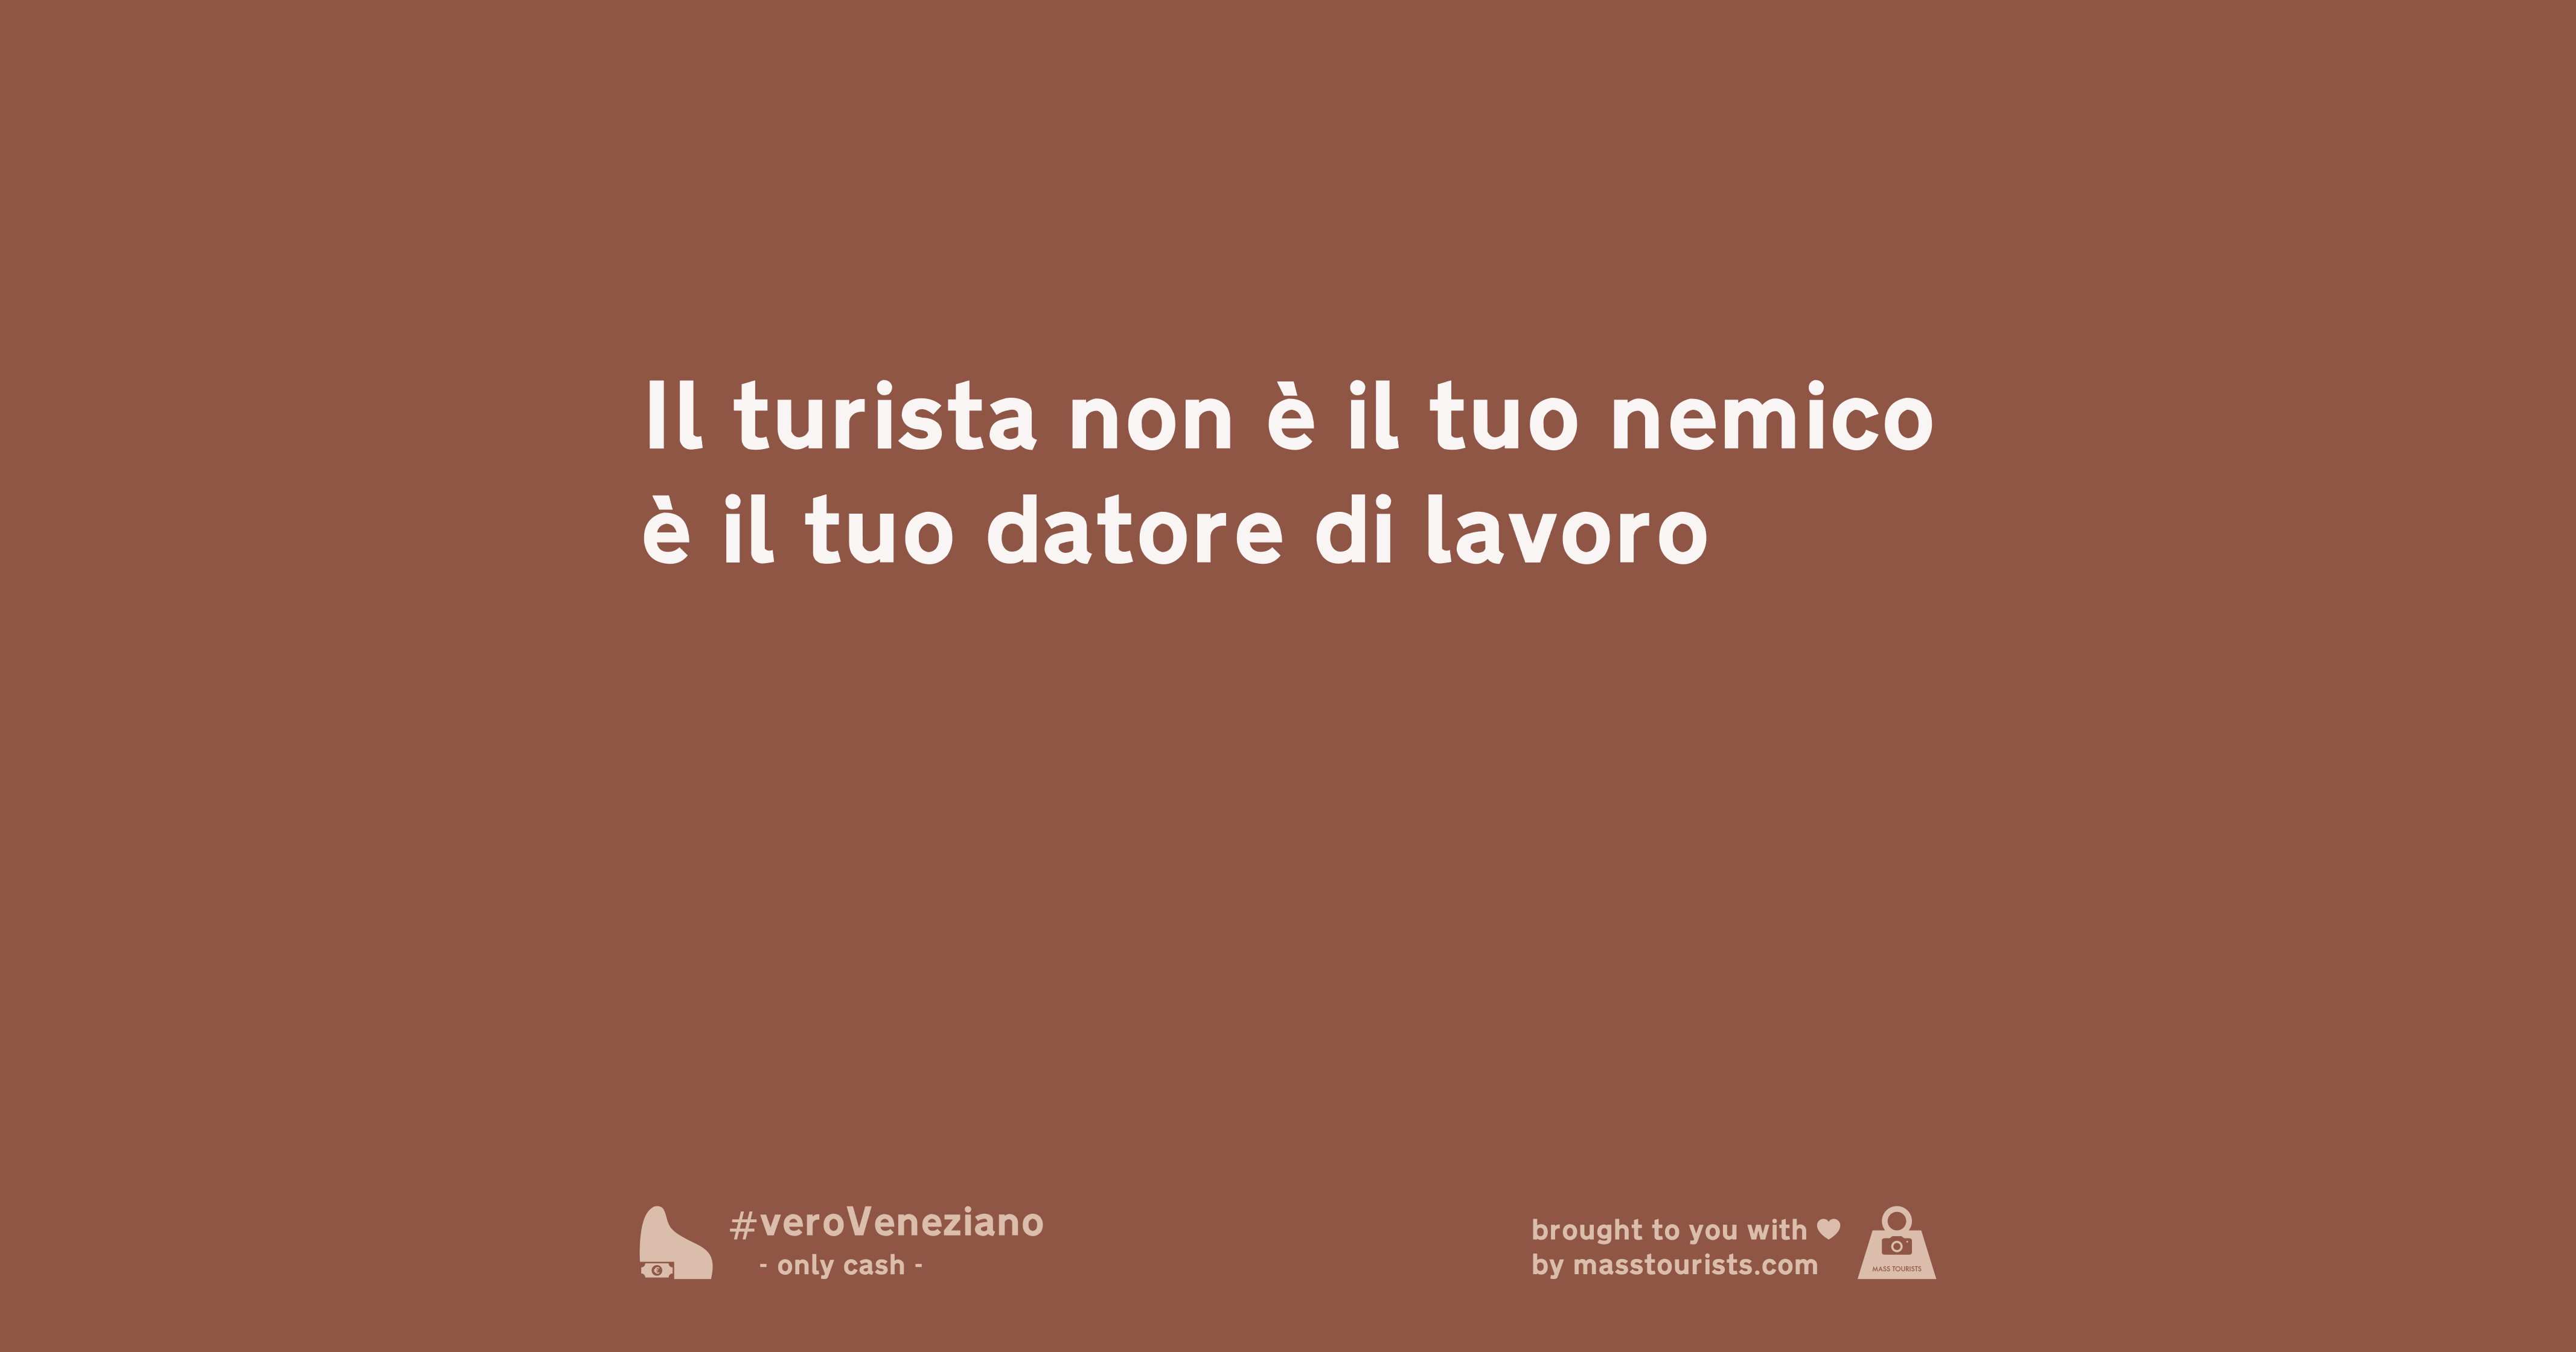 Il turista non è il tuo nemico
è il tuo datore di lavoro
#veroVeneziano
- only cash -
€
brought to you with
by masstourists.com
MASS TOURISTS